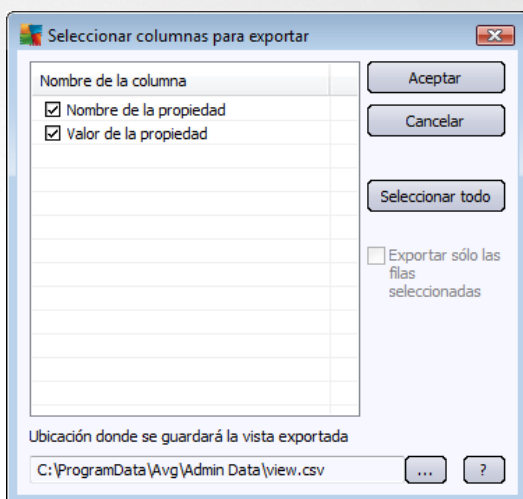 Seleccionar columnas para exportar
Nombre de la columna
Nombre de la propiedad
Valor de la propiedad
Aceptar
Cancelar
Seleccionar todo
Exportar sólo las
filas
seleccionadas
Ubicación donde se guardará la vista exportada
C:\ProgramData\Avg\Admin Data\view.csv
...
?